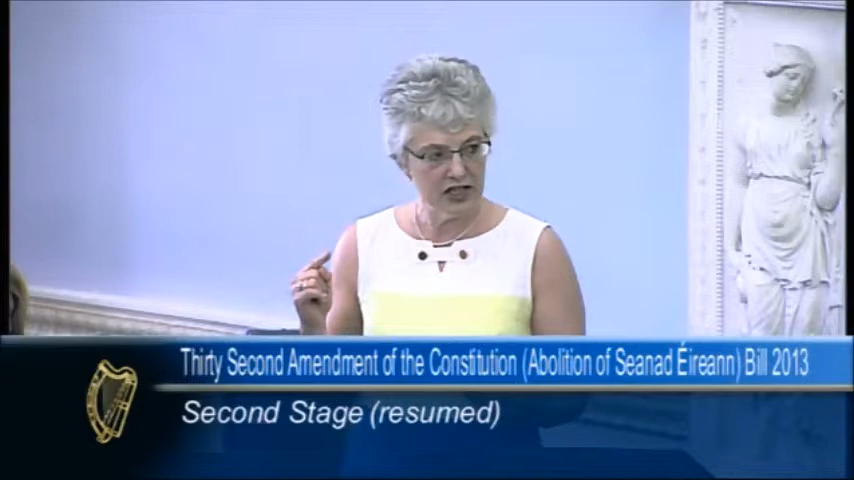 Thirty Second Amendment of the Constitution (Abolition of Seanad Éireann) Bill 2013
Second Stage (resumed)